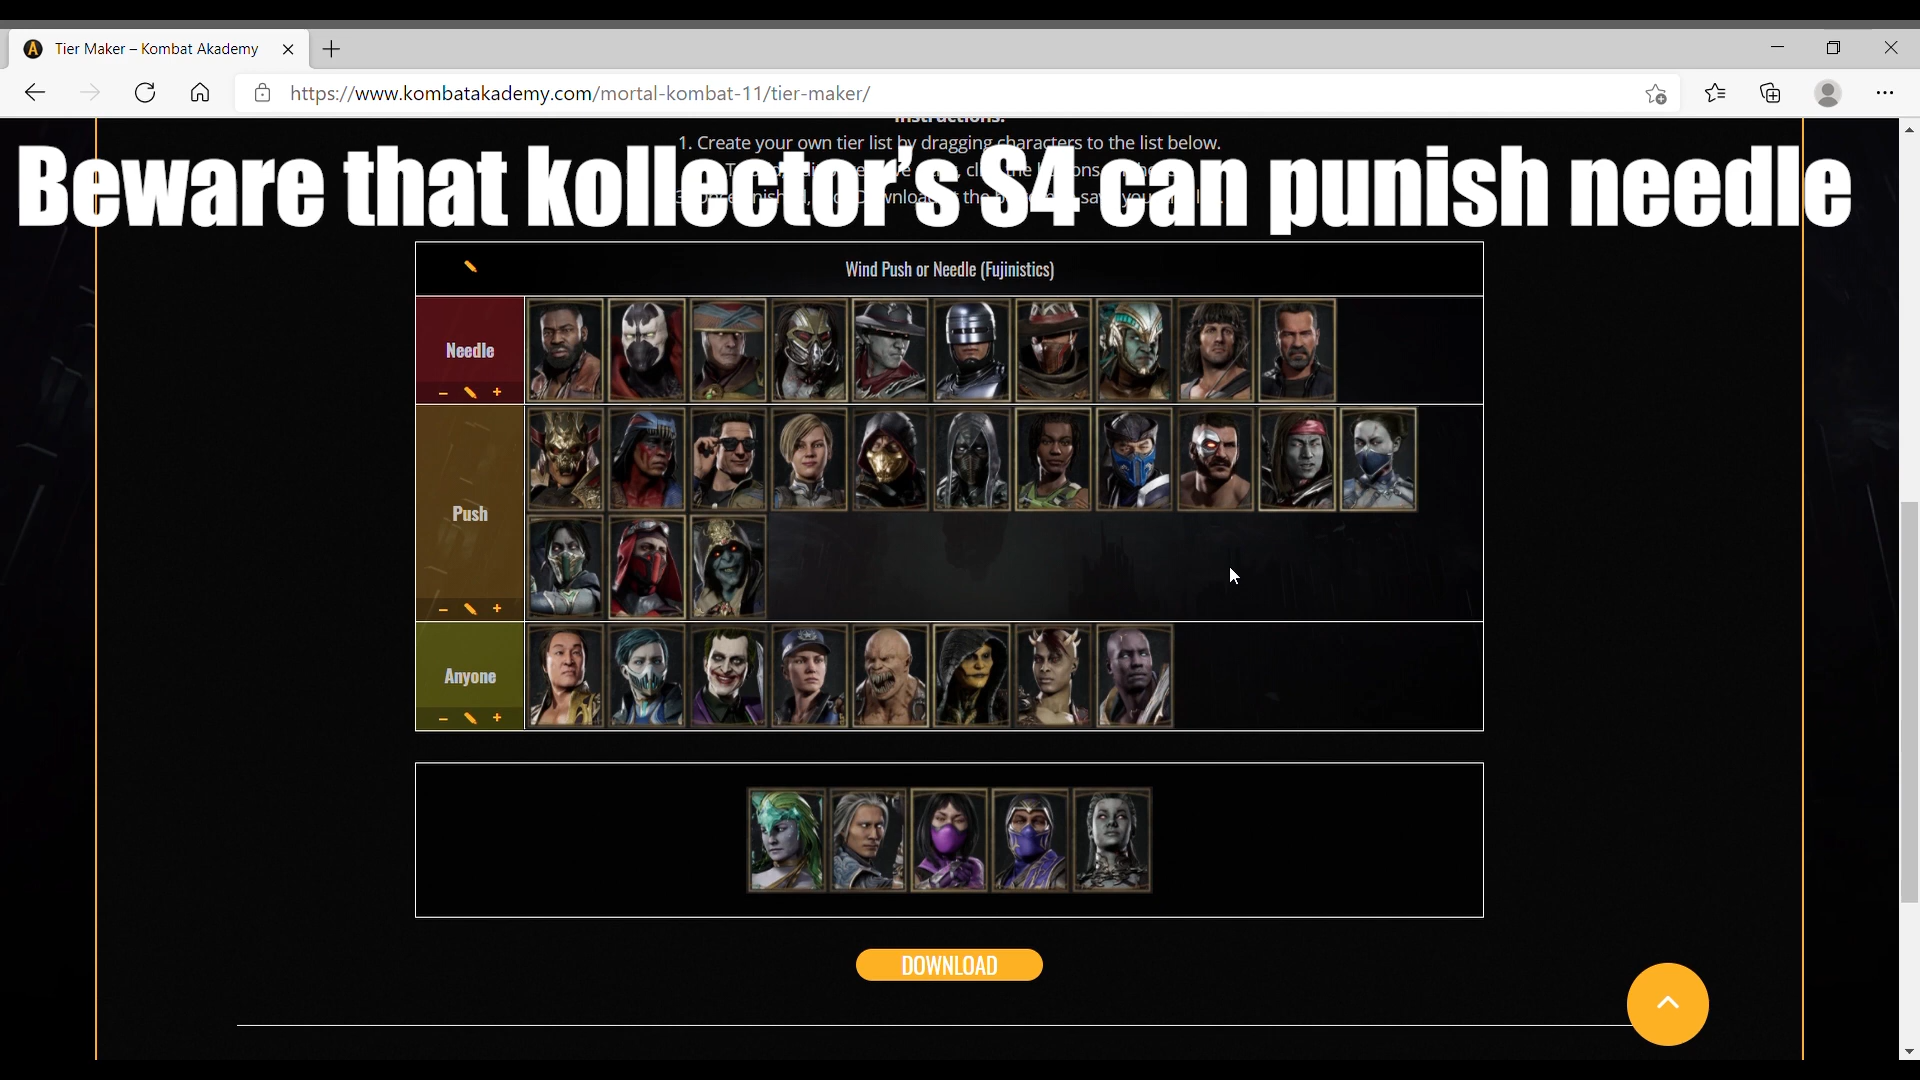 Tier Maker – Kombat Akademy
https://www.kombatakademy.com/mortal-kombat-11/tier-maker/
Instructions:
1. Create your own tier list by dragging characters to the list below.
Beware that kollector's S4 can punish needle
Wind Push or Needle (Fujinistics)
Needle
Push
Anyone
DOWNLOAD